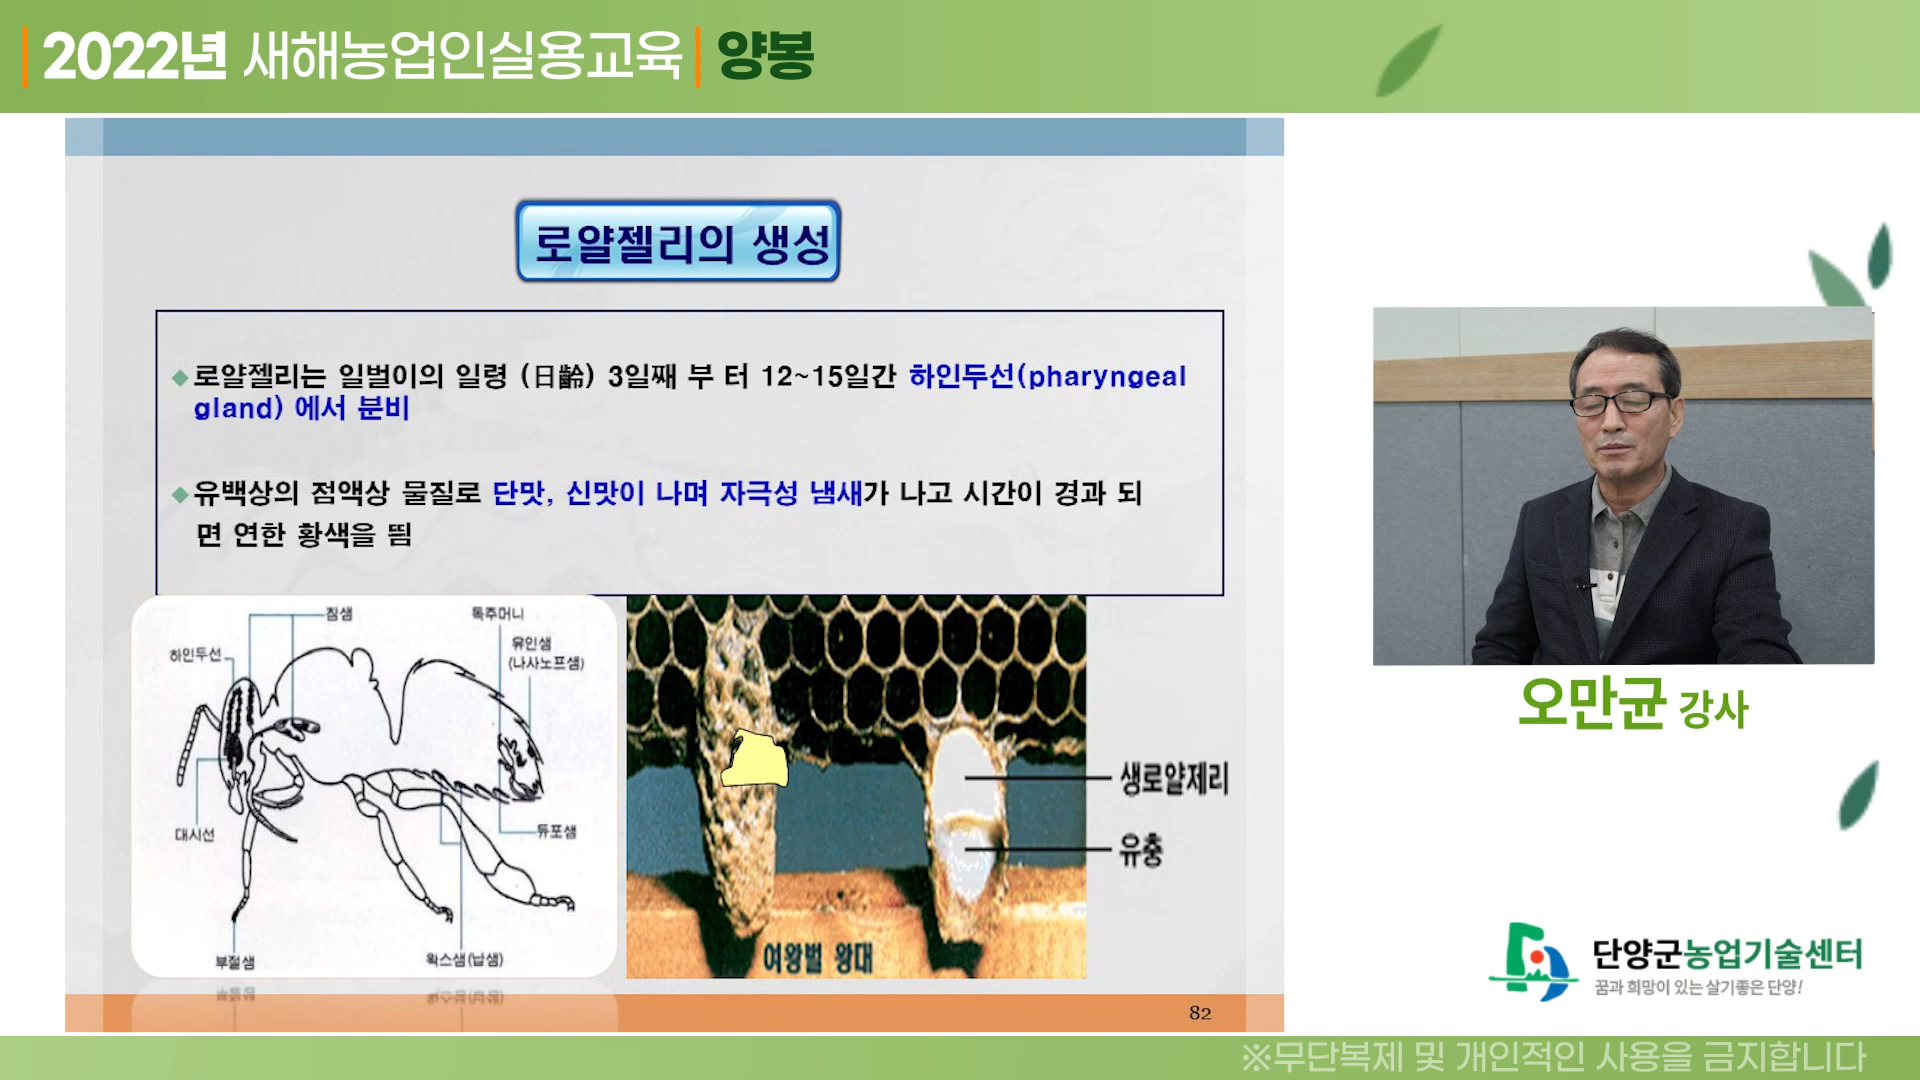 2022년 새해농업인실용교육 양봉
로얄젤리의 생성
로얄젤리는 일벌이의 일령 (日齡) 3일째 부 터 12~15일간 하인두선(pharyngeal
gland) 에서 분비
유백상의 점액상 물질로 단맛, 신맛이 나며 자극성 냄새가 나고 시간이 경과 되
면 연한 황색을 띔
침샘
독주머니
하인두선
유인샘
(나사노프샘)
대시선
듀포샘
부절샘
왁스샘(납샘)
생로얄제리
유충
여왕벌 왕대
82
오만균 강사
단양군농업기술센터
꿈과 희망이 있는 살기좋은 단양!
※무단복제 및 개인적인 사용을 금지합니다